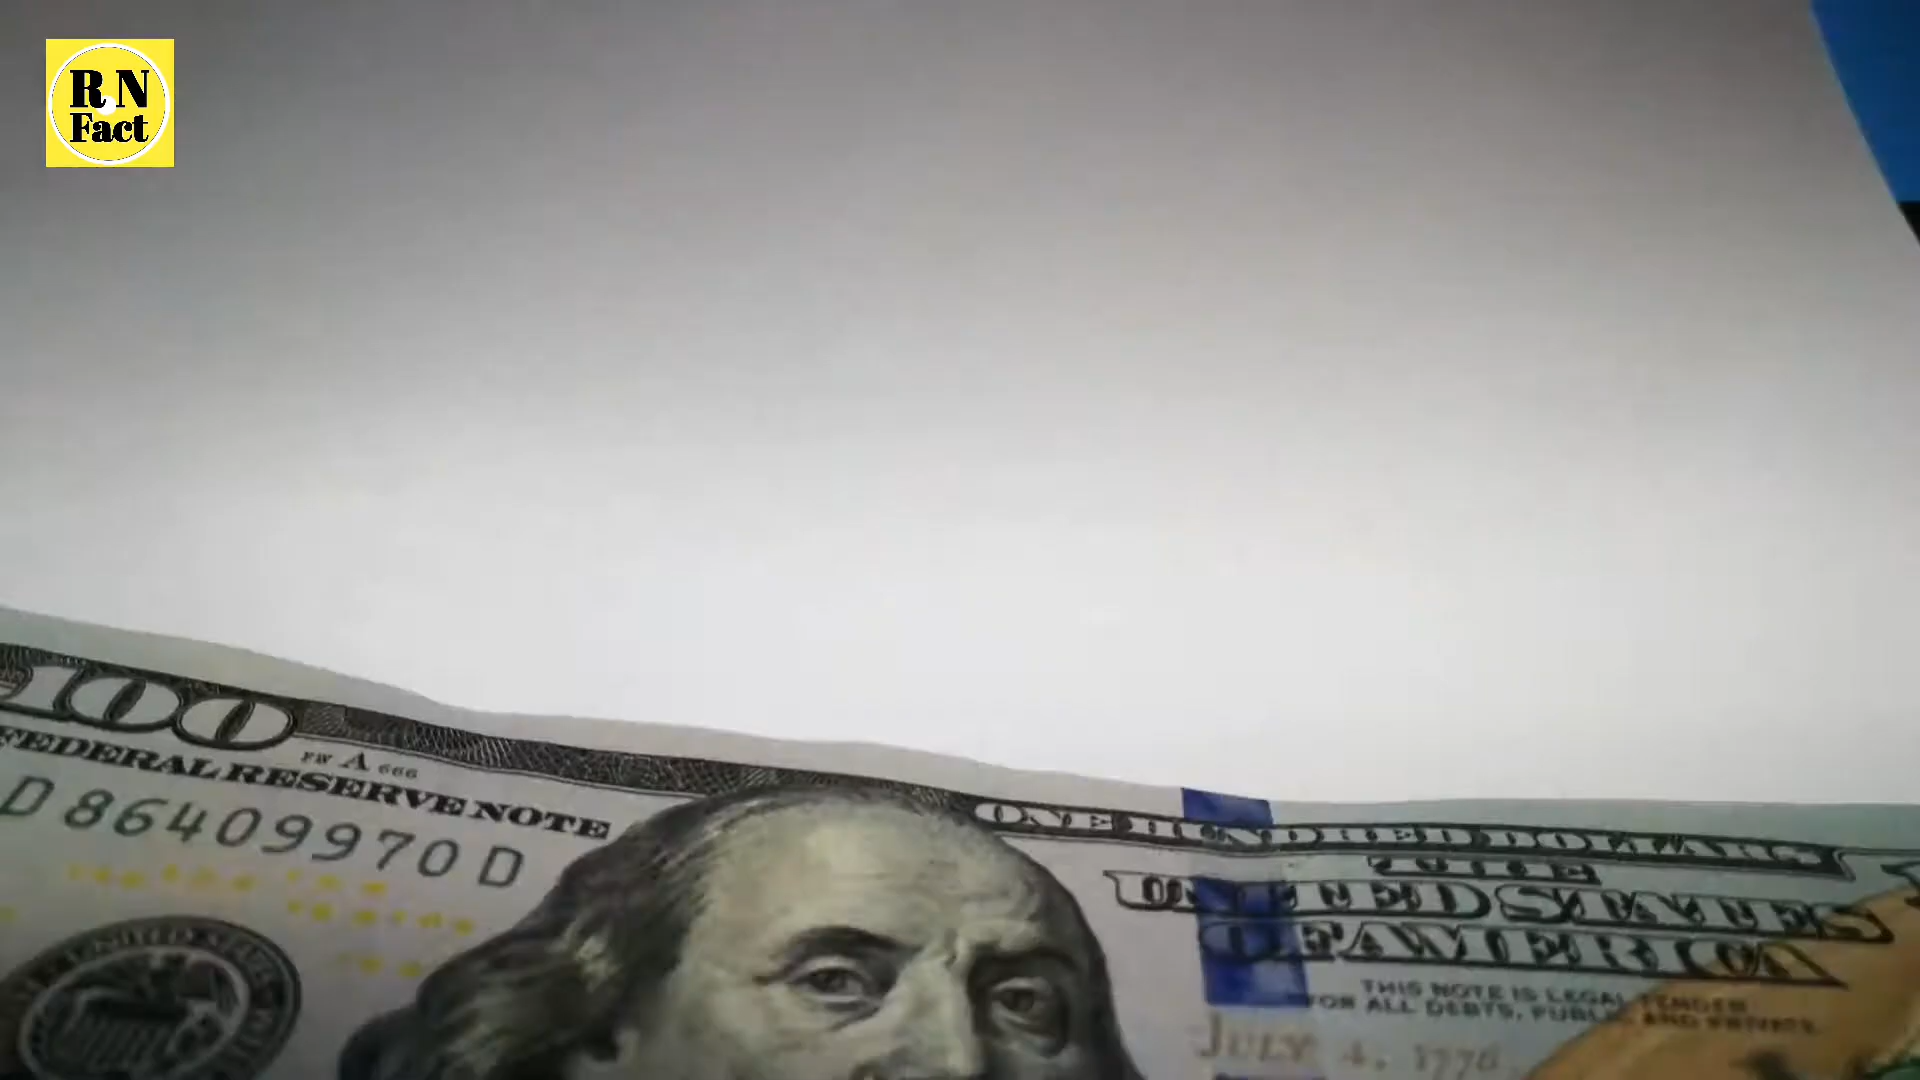 R N
Fact
100
FW A 666
FEDERAL RESERVE NOTE
D 86409970 D
ONE HUNDRED DOLLARS
THE
UNITED STATES
OF AMERICA
THIS NOTE IS LEGAL TENDER
FOR ALL DEBTS, PUBLIC AND PRIVATE
JULY 4, 1776